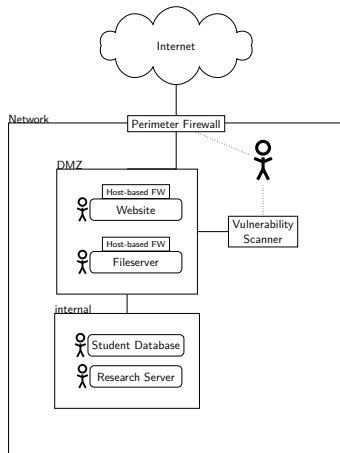 Internet
Network
Perimeter Firewall
DMZ
Host-based FW
Website
Host-based FW
Fileserver
Vulnerability
Scanner
internal
Student Database
Research Server